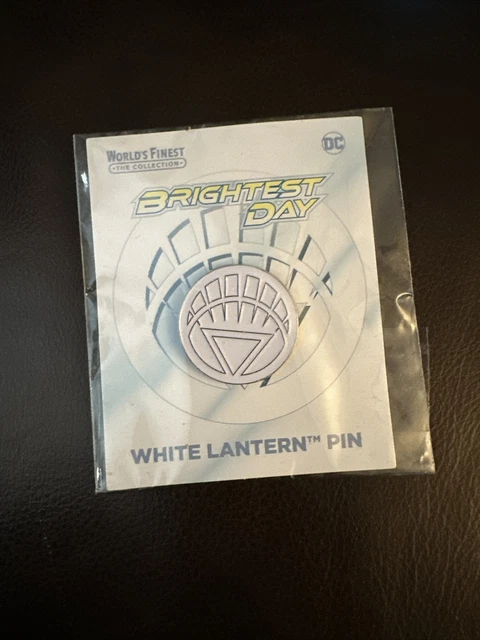 WORLD'S FINEST
• THE COLLECTION •
DC
BRIGHTEST
DAY
WHITE LANTERN™ PIN